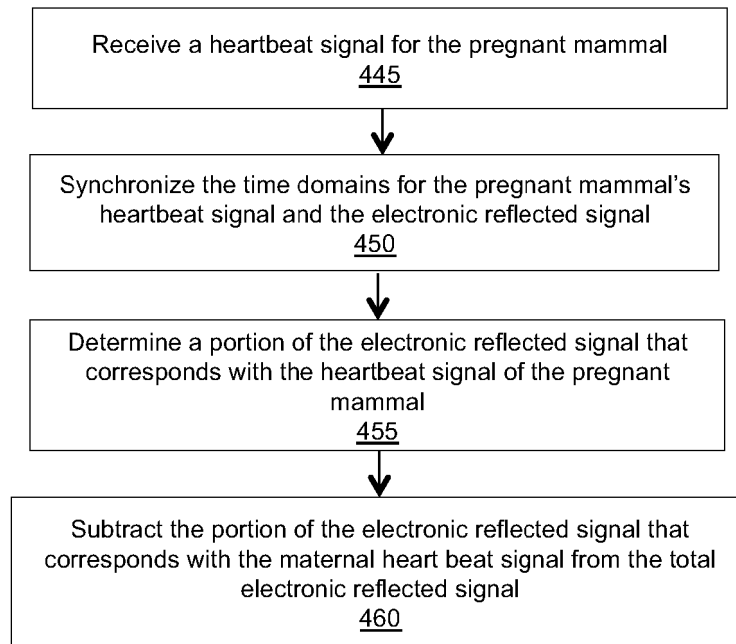 Receive a heartbeat signal for the pregnant mammal
445
Synchronize the time domains for the pregnant mammal's
heartbeat signal and the electronic reflected signal
450
Determine a portion of the electronic reflected signal that
corresponds with the heartbeat signal of the pregnant
mammal
455
Subtract the portion of the electronic reflected signal that
corresponds with the maternal heart beat signal from the total
electronic reflected signal
460